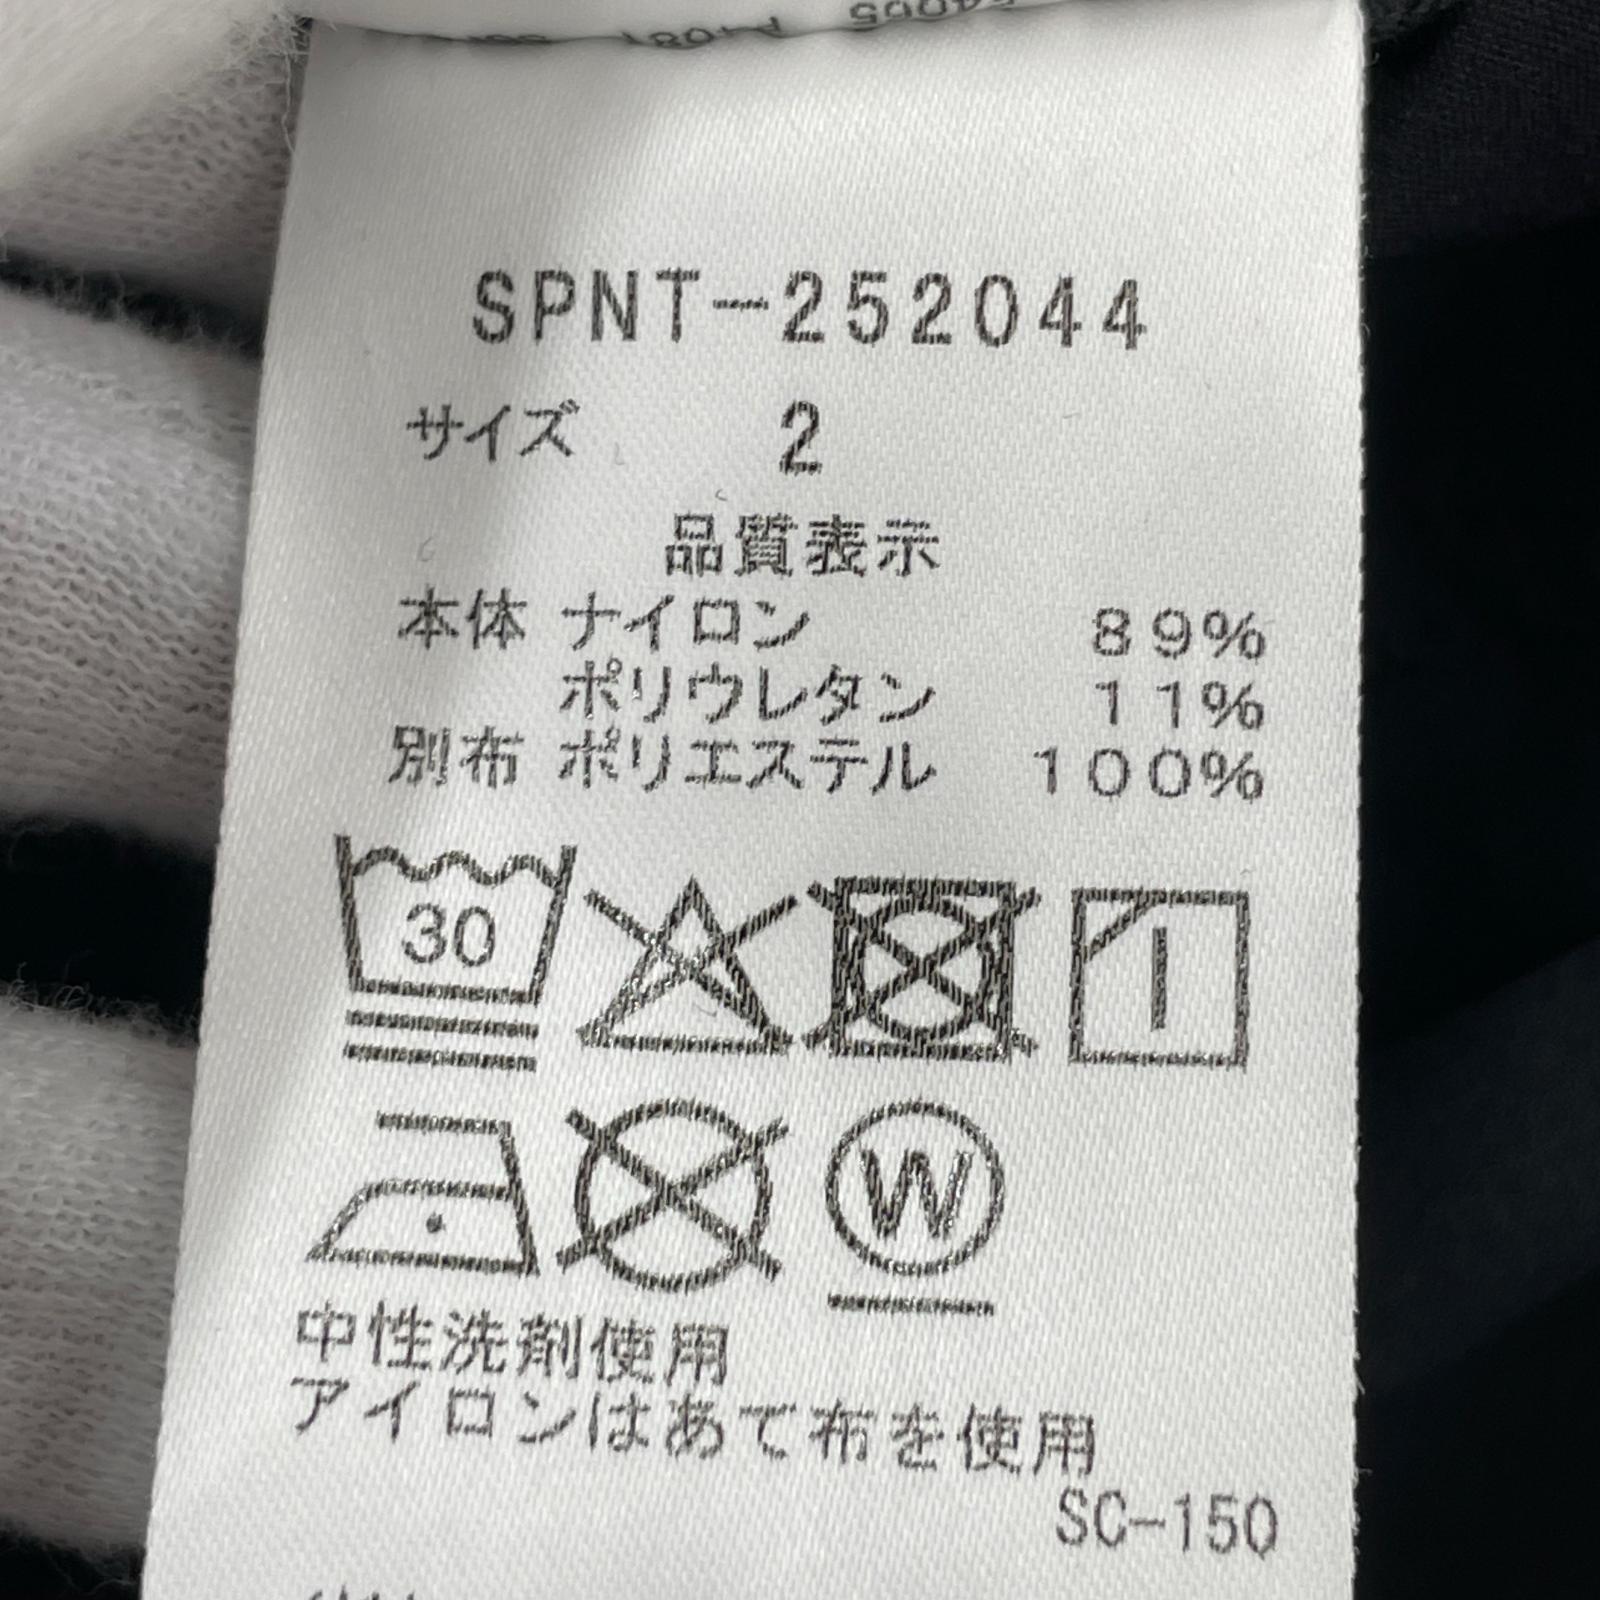 SPNT-252044
サイズ 2
品質表示
本体 ナイロン 89%
ポリウレタン 11%
別布 ポリエステル 100%
30
W
中性洗剤使用
アイロンはあて布を使用
SC-150